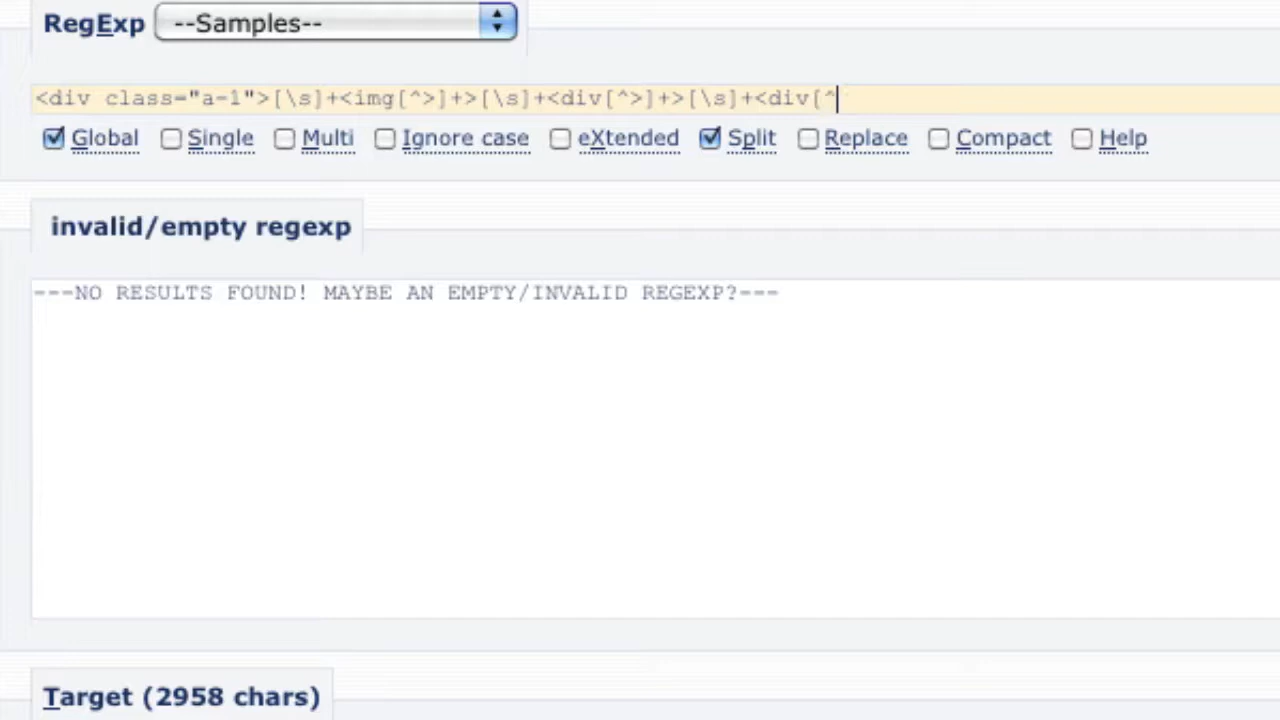 RegExp --Samples--
<div class="a-1">[\s]+<img[^>]+>[\s]+<div[^>]+>[\s]+<div[^
Global Single Multi Ignore case eXtended Split Replace Compact Help
invalid/empty regexp
---NO RESULTS FOUND! MAYBE AN EMPTY/INVALID REGEXP?---
Target (2958 chars)